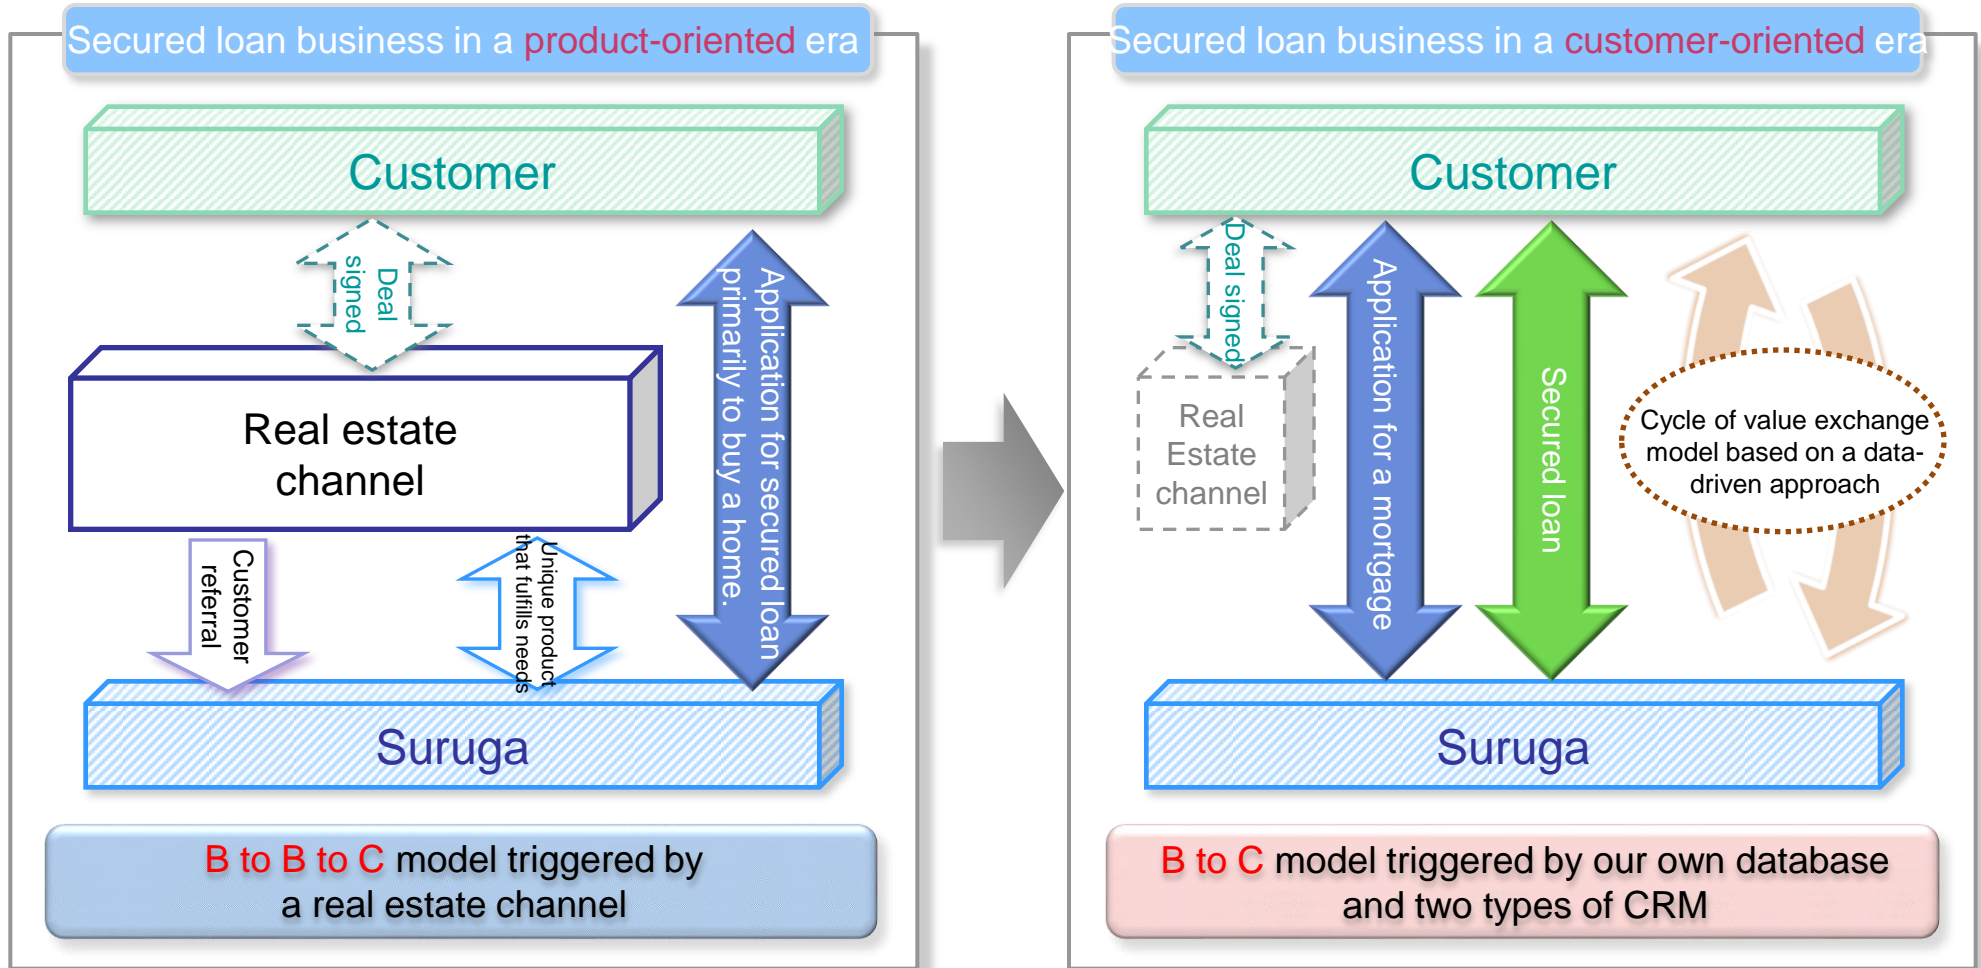 Secured loan business in a product-oriented era
Customer
Deal
signed
Application for secured loan
primarily to buy a home.
Real estate
channel
Customer
referral
Unique product
that fulfills needs
Suruga
B to B to C model triggered by
a real estate channel
Secured loan business in a customer-oriented era
Customer
Deal signed
Application for a mortgage
Secured loan
Real
Estate
channel
Cycle of value exchange
model based on a data-
driven approach
Suruga
B to C model triggered by our own database
and two types of CRM